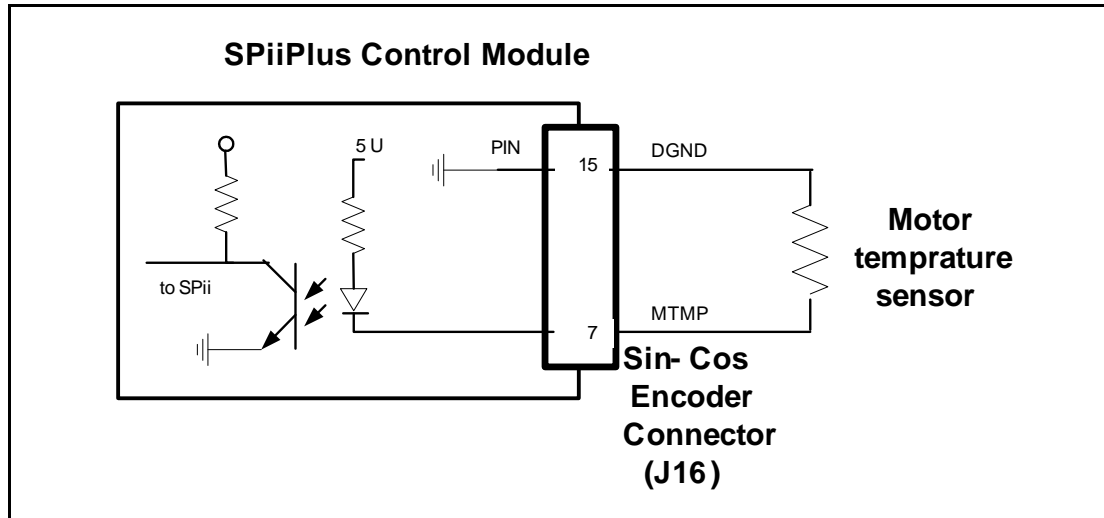 SPiiPlus Control Module
5 U
PIN
15
DGND
to SPii
Motor
temprature
sensor
7
MTMP
Sin- Cos
Encoder
Connector
(J16)